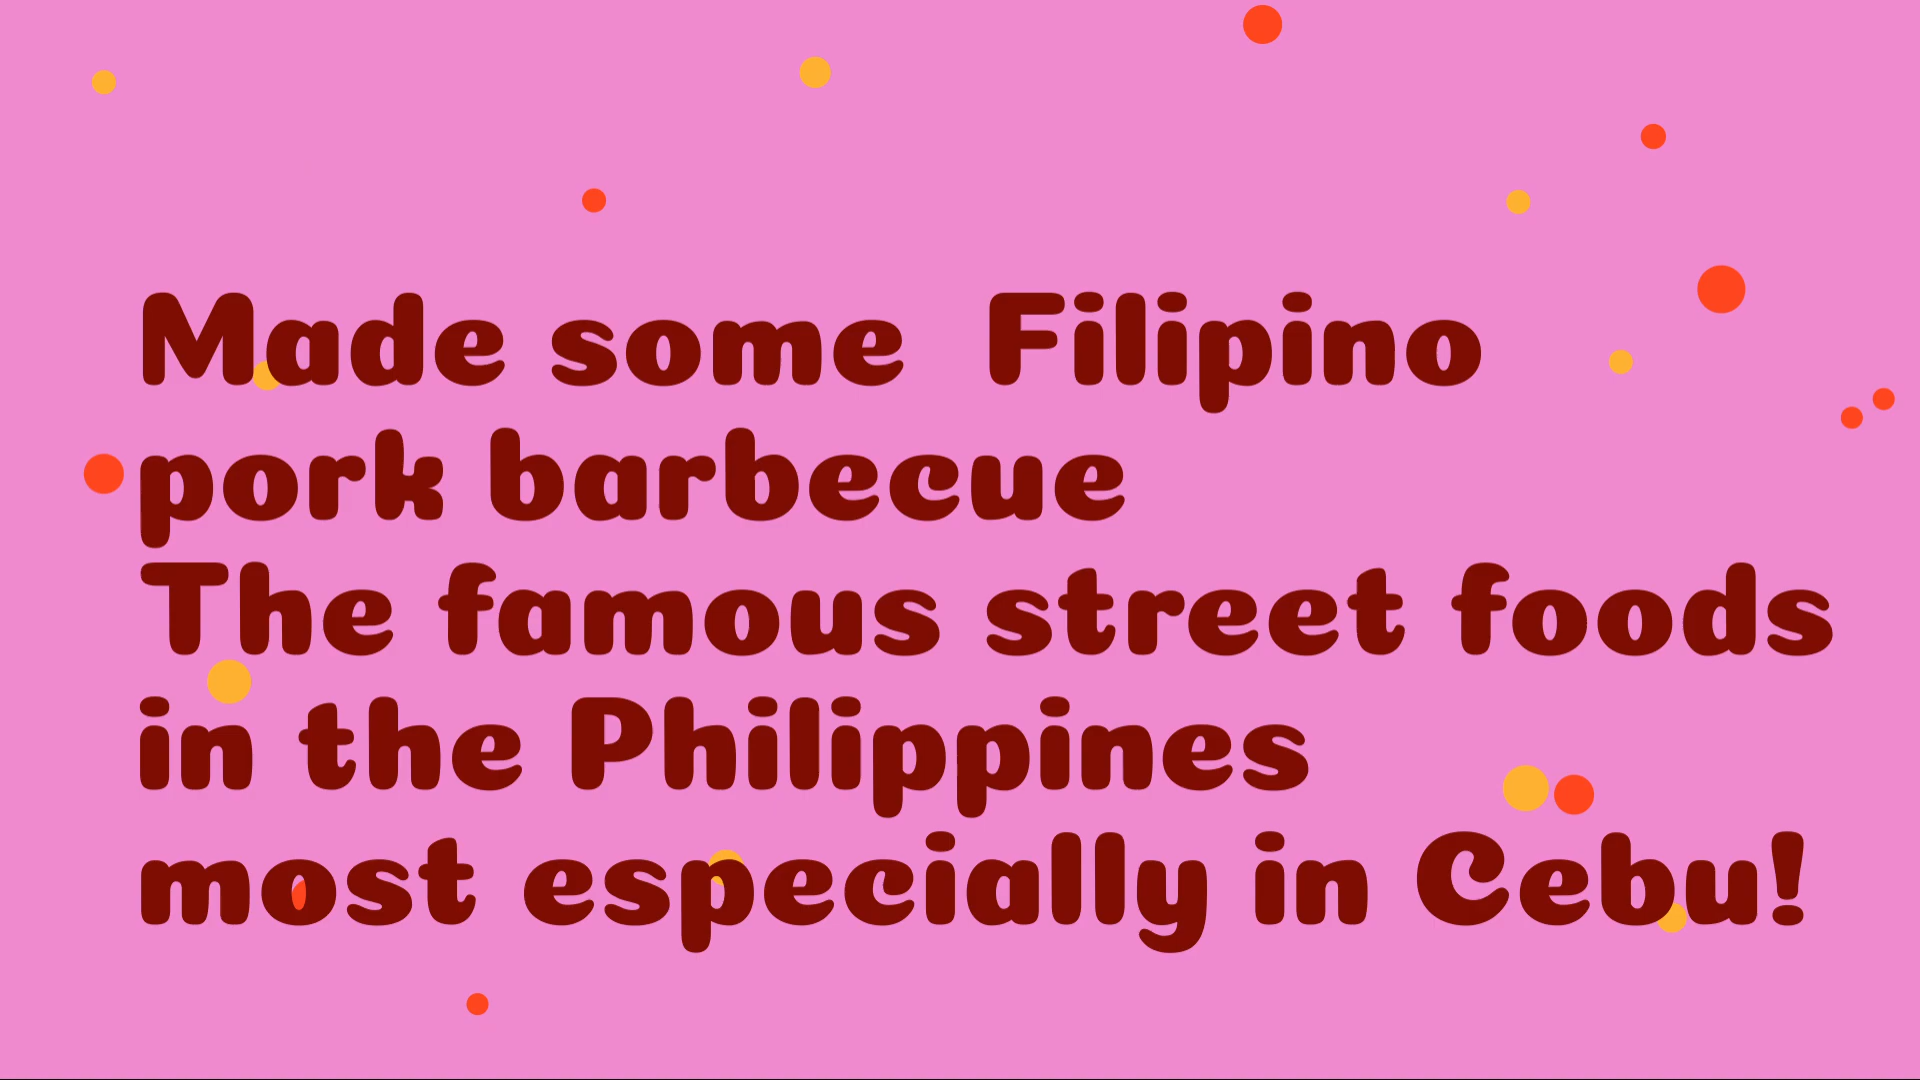 Made some  Filipino
pork barbecue
The famous street foods
in the Philippines
most especially in Cebu!